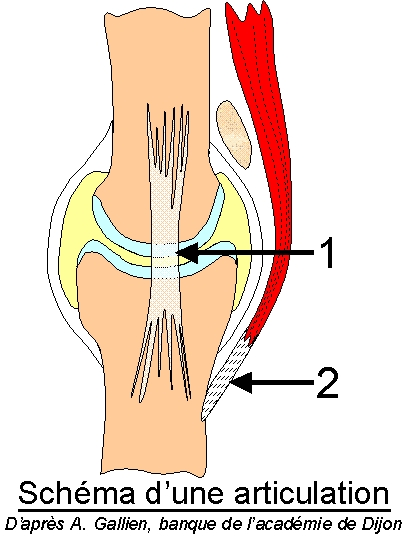 1
2
Schéma d'une articulation
D'après A. Gallien, banque de l'académie de Dijon